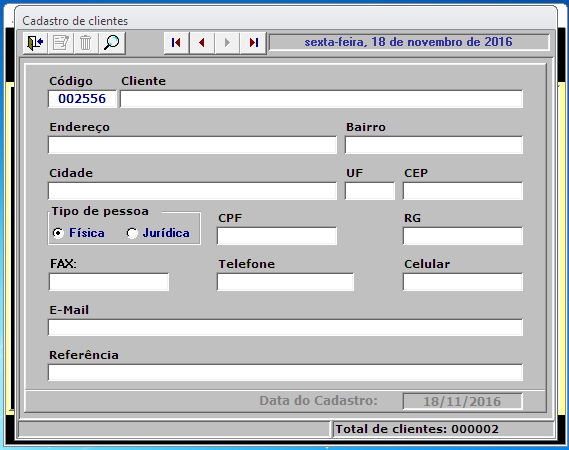 Cadastro de clientes
sexta-feira, 18 de novembro de 2016
Código Cliente
002556
Endereço Bairro
Cidade UF CEP
Tipo de pessoa CPF RG
Física Jurídica
FAX: Telefone Celular
E-Mail
Referência
Data do Cadastro: 18/11/2016
Total de clientes: 000002